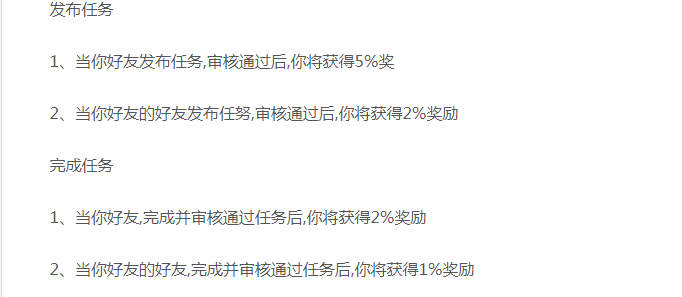 发布任务
1、当你好友发布任务,审核通过后,你将获得5%奖
2、当你好友的好友发布任努,审核通过后,你将获得2%奖励
完成任务
1、当你好友,完成并审核通过任务后,你将获得2%奖励
2、当你好友的好友,完成并审核通过任务后,你将获得1%奖励